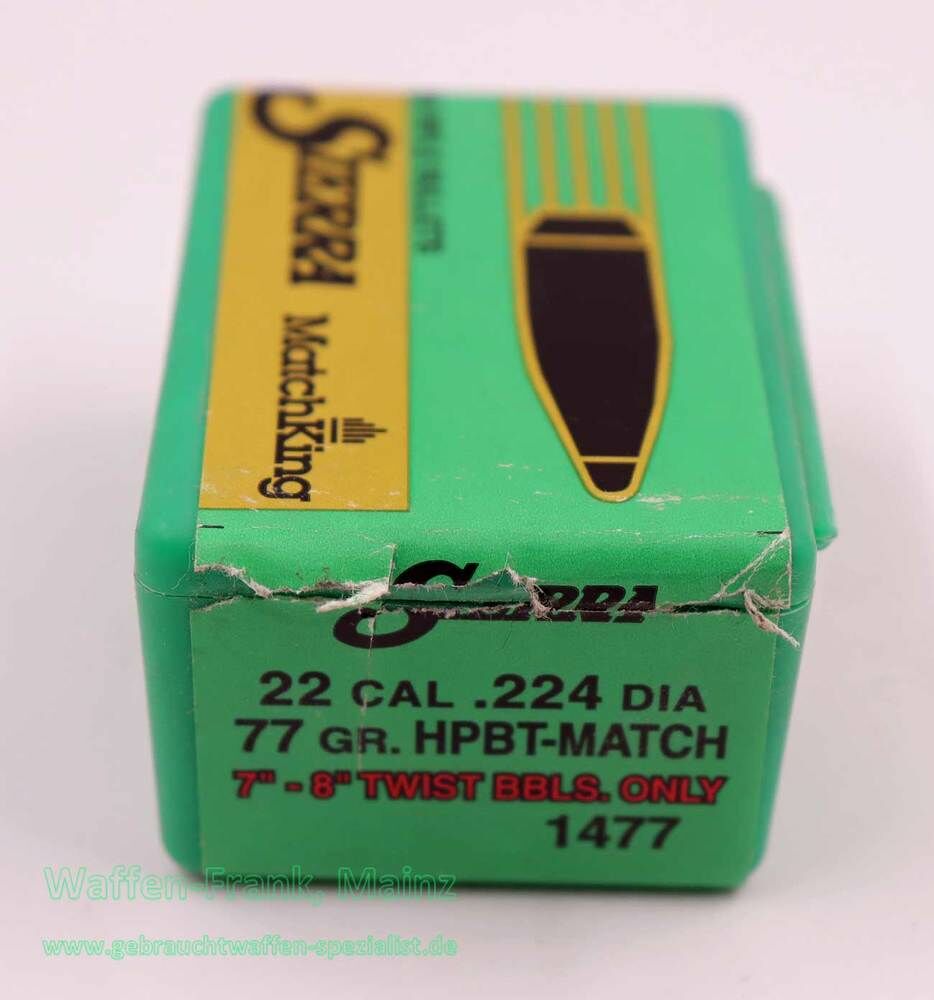 SIERRA MatchKing
SIERRA
22 CAL .224 DIA
77 GR. HPBT-MATCH
7" - 8" TWIST BBLS. ONLY
1477
Waffen-Frank, Mainz
www.gebrauchtwaffen-spezialist.de